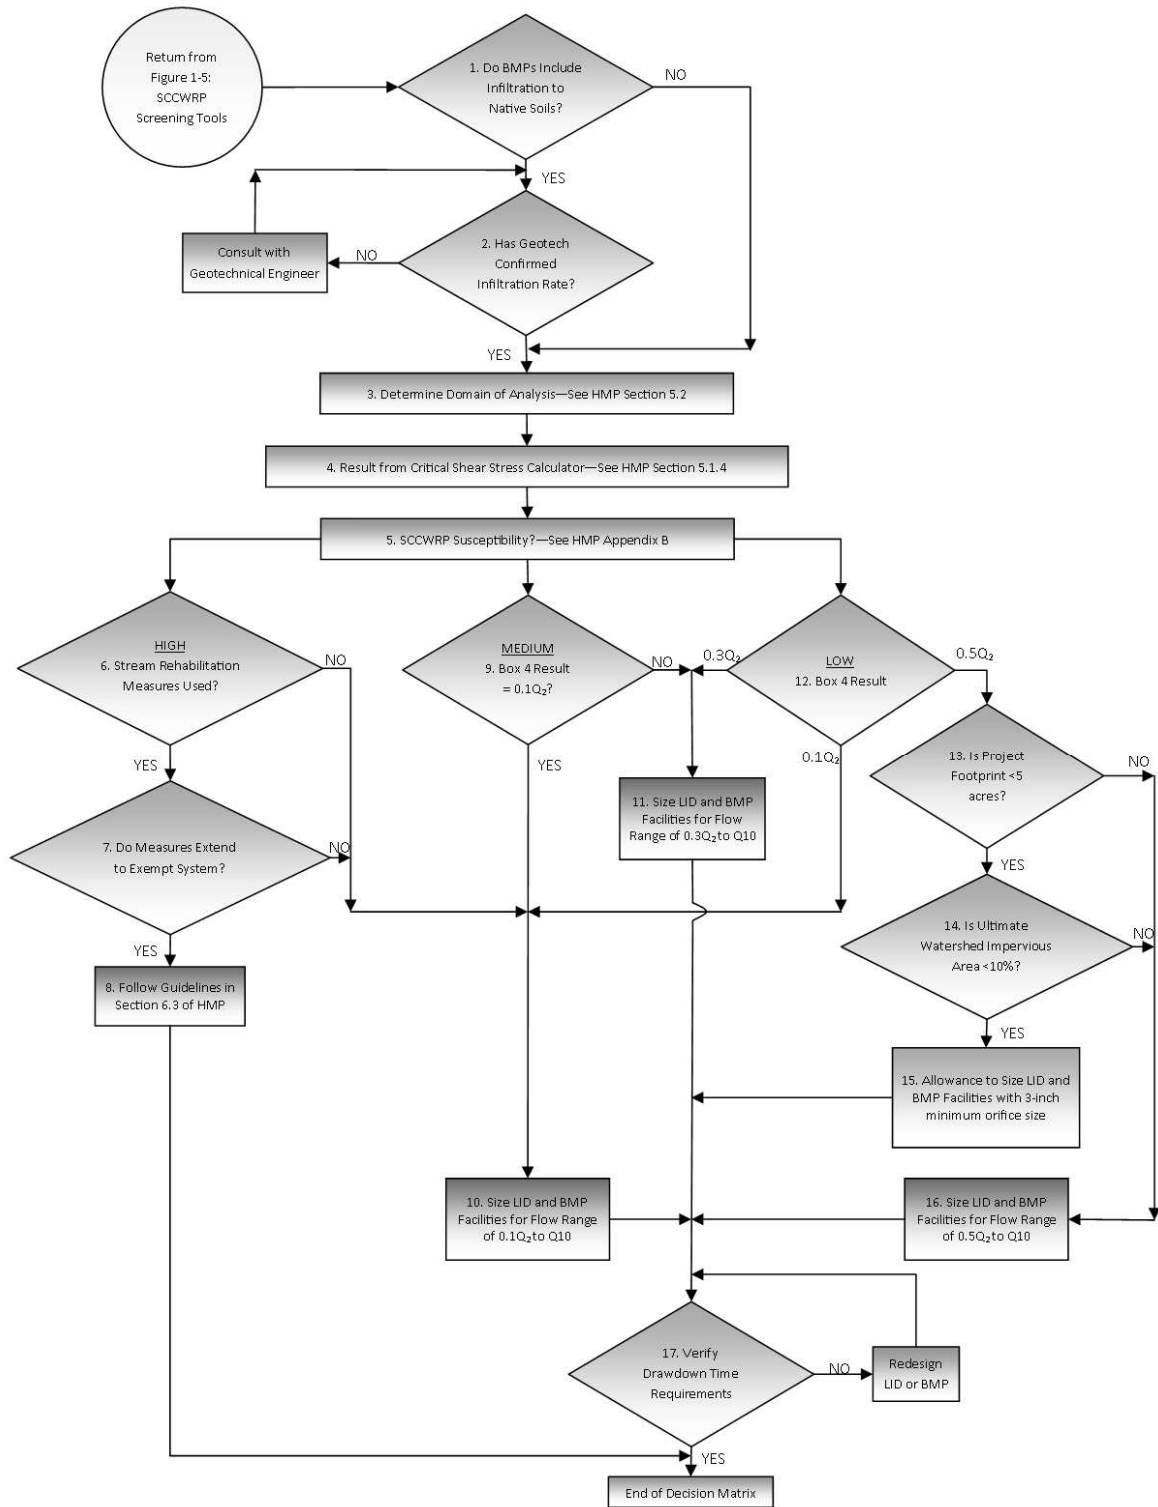 Return from
Figure 1-5:
SCCWRP
Screening Tools
1. Do BMPs Include
Infiltration to
Native Soils?
NO
YES
2. Has Geotech
Confirmed
Infiltration Rate?
NO
Consult with
Geotechnical Engineer
YES
3. Determine Domain of Analysis—See HMP Section 5.2
4. Result from Critical Shear Stress Calculator—See HMP Section 5.1.4
5. SCCWRP Susceptibility?—See HMP Appendix B
HIGH
6. Stream Rehabilitation
Measures Used?
NO
YES
MEDIUM
9. Box 4 Result
= 0.1Q₂?
NO
YES
0.3Q₂
LOW
12. Box 4 Result
0.5Q₂
0.1Q₂
13. Is Project
Footprint <5
acres?
NO
YES
11. Size LID and BMP
Facilities for Flow
Range of 0.3Q₂ to Q10
7. Do Measures Extend
to Exempt System?
NO
YES
14. Is Ultimate
Watershed Impervious
Area <10%?
NO
YES
8. Follow Guidelines in
Section 6.3 of HMP
15. Allowance to Size LID and
BMP Facilities with 3-inch
minimum orifice size
10. Size LID and BMP
Facilities for Flow Range
of 0.1Q₂ to Q10
16. Size LID and BMP
Facilities for Flow Range
of 0.5Q₂ to Q10
17. Verify
Drawdown Time
Requirements
NO
Redesign
LID or BMP
YES
End of Decision Matrix